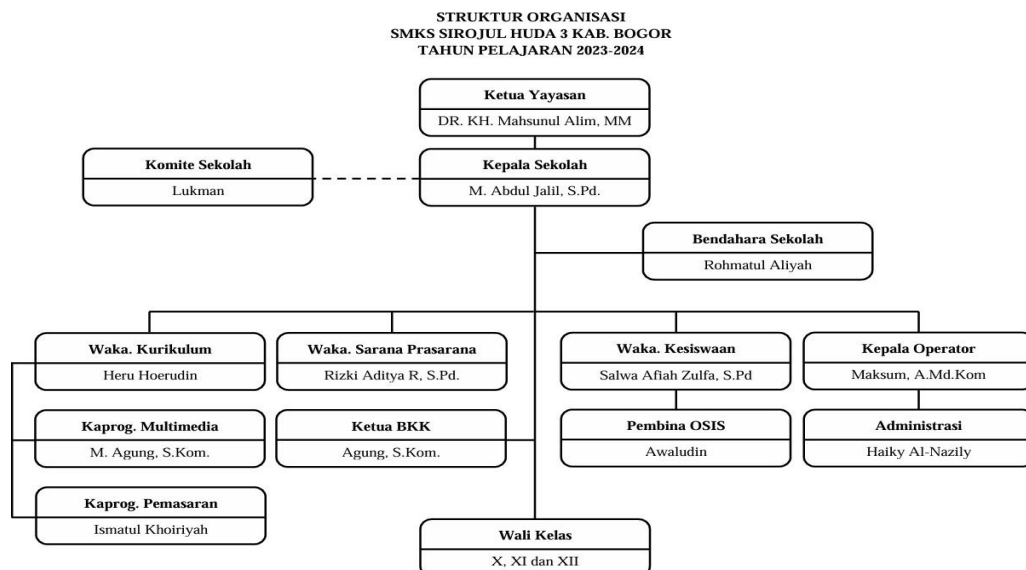 STRUKTUR ORGANISASI
SMKS SIROJUL HUDA 3 KAB. BOGOR
TAHUN PELAJARAN 2023-2024
Ketua Yayasan
DR. KH. Mahsunul Alim, MM
Komite Sekolah
Lukman
Kepala Sekolah
M. Abdul Jalil, S.Pd.
Bendahara Sekolah
Rohmatul Aliyah
Waka. Kurikulum
Heru Hoerudin
Waka. Sarana Prasarana
Rizki Aditya R, S.Pd.
Waka. Kesiswaan
Salwa Afiah Zulfa, S.Pd
Kepala Operator
Maksum, A.Md.Kom
Kaprog. Multimedia
M. Agung, S.Kom.
Ketua BKK
Agung, S.Kom.
Pembina OSIS
Awaludin
Administrasi
Haiky Al-Nazily
Kaprog. Pemasaran
Ismatul Khoiriyah
Wali Kelas
X, XI dan XII